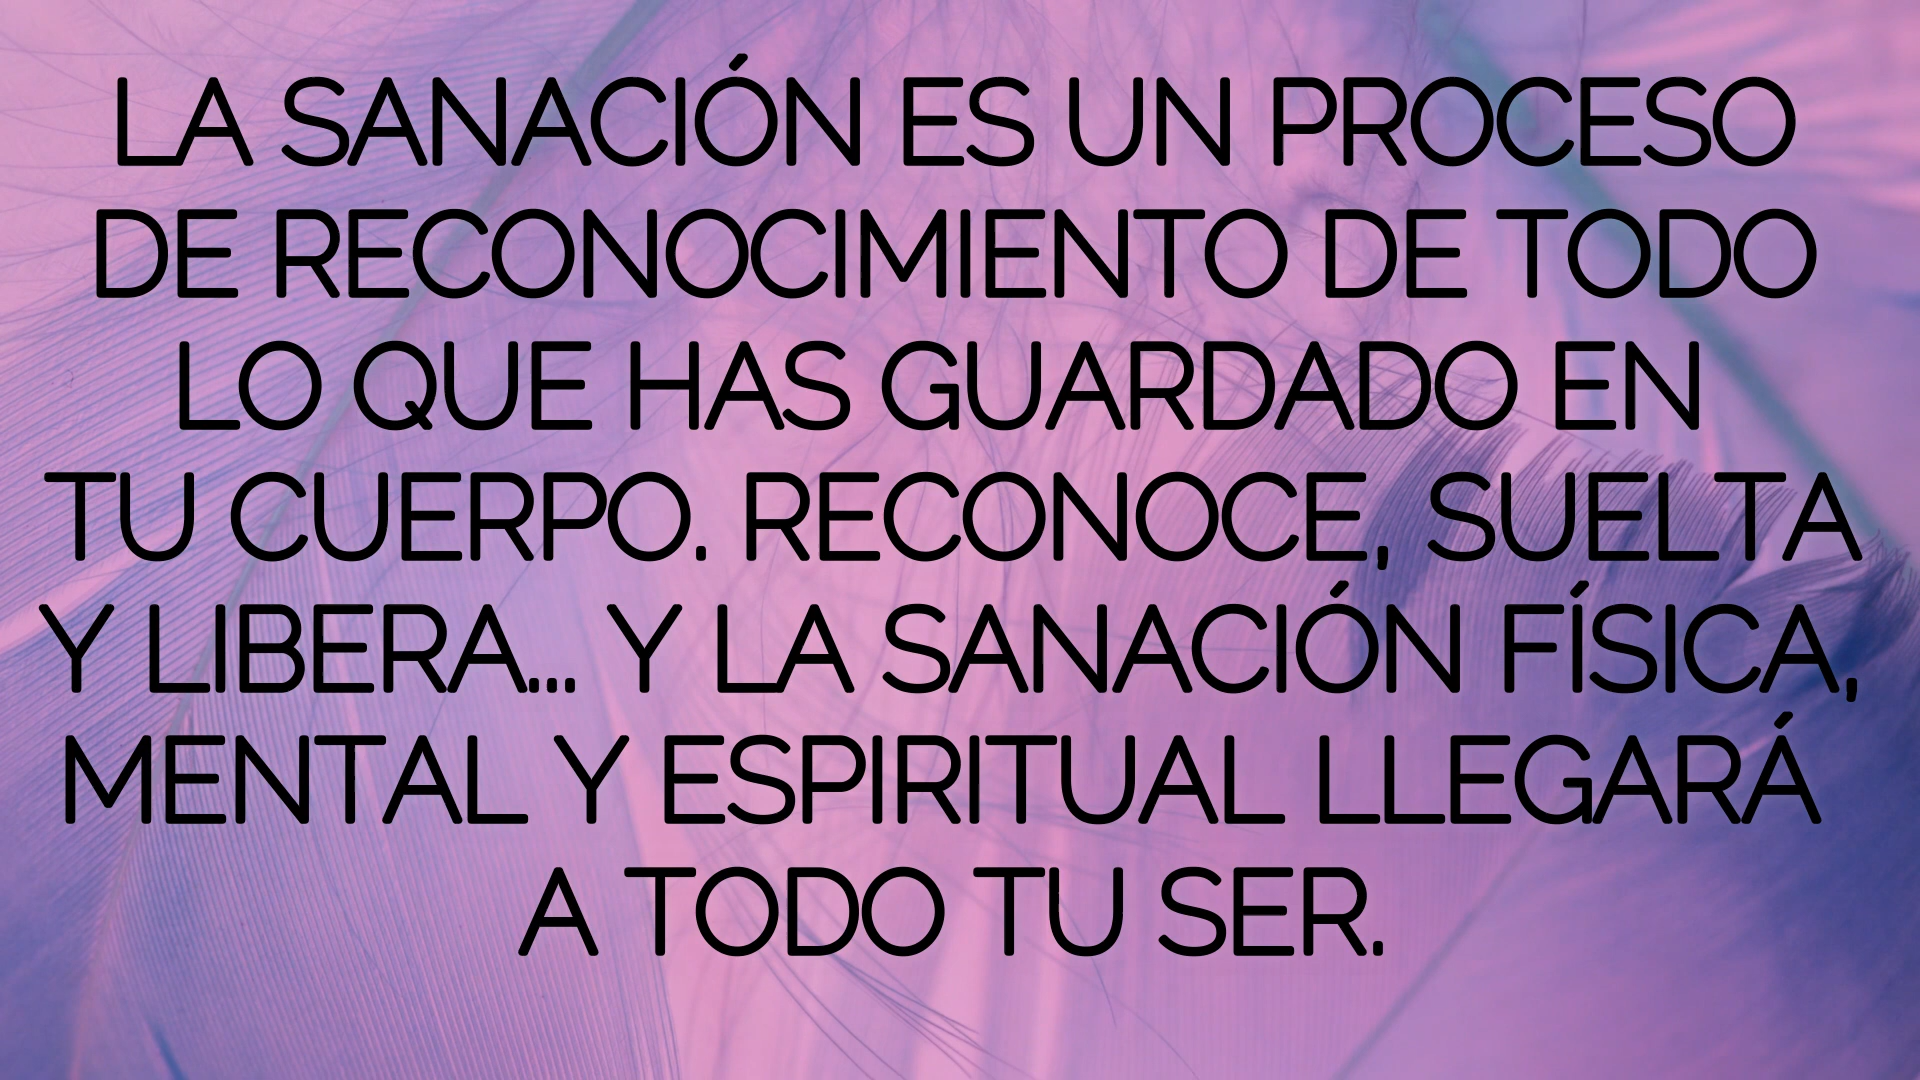 LA SANACIÓN ES UN PROCESO
DE RECONOCIMIENTO DE TODO
LO QUE HAS GUARDADO EN
TU CUERPO. RECONOCE, SUELTA
Y LIBERA... Y LA SANACIÓN FÍSICA,
MENTAL Y ESPIRITUAL LLEGARÁ
A TODO TU SER.